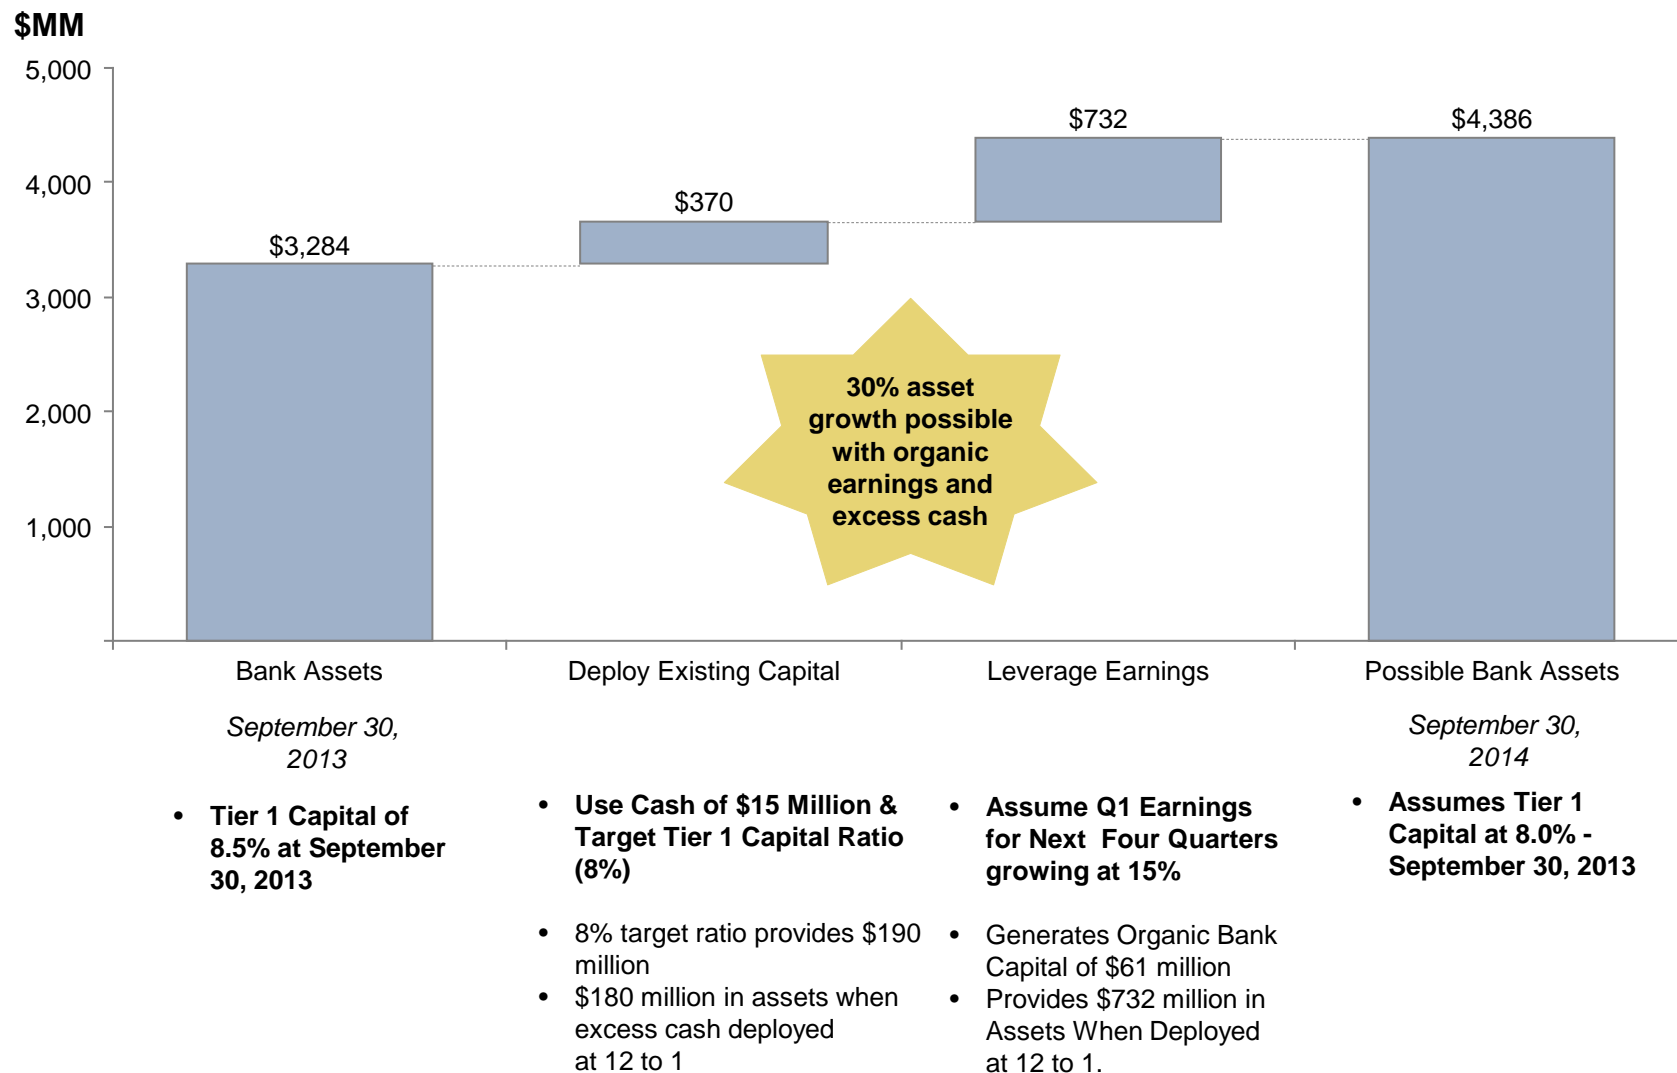 $MM
5,000
4,000
3,000
2,000
1,000
$3,284
$370
$732
$4,386
30% asset
growth possible
with organic
earnings and
excess cash
Bank Assets
Deploy Existing Capital
Leverage Earnings
Possible Bank Assets
September 30,
2013
September 30,
2014
• Tier 1 Capital of
8.5% at September
30, 2013
• Use Cash of $15 Million &
Target Tier 1 Capital Ratio
(8%)
• 8% target ratio provides $190
million
• $180 million in assets when
excess cash deployed
at 12 to 1
• Assume Q1 Earnings
for Next  Four Quarters
growing at 15%
• Generates Organic Bank
Capital of $61 million
• Provides $732 million in
Assets When Deployed
at 12 to 1.
• Assumes Tier 1
Capital at 8.0% -
September 30, 2013